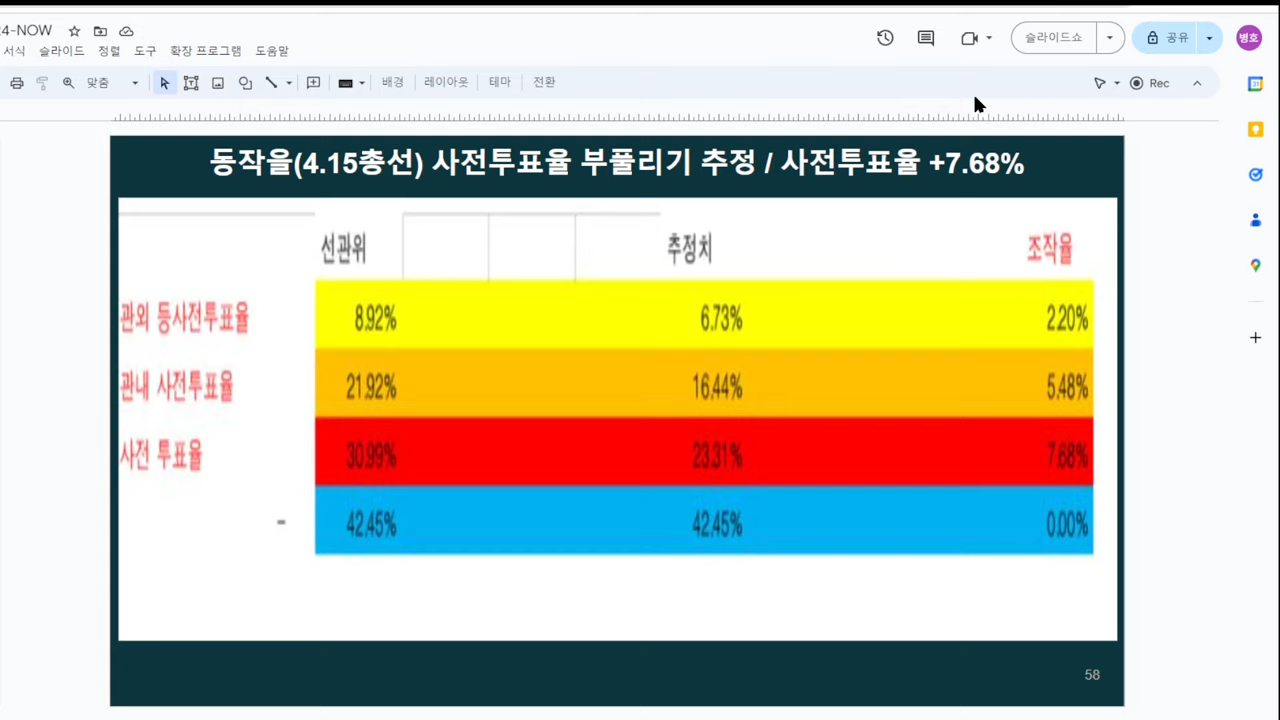 24-NOW
서식 슬라이드 정렬 도구 확장 프로그램 도움말
슬라이드쇼
공유
병호
맞춤
배경 레이아웃 테마 전환
Rec
31
동작을(4.15총선) 사전투표율 부풀리기 추정 / 사전투표율 +7.68%
선관위 추정치 조작율
관외 등사전투표율 8.92% 6.73% 2.20%
관내 사전투표율 21.92% 16.44% 5.48%
사전 투표율 30.99% 23.31% 7.68%
- 42.45% 42.45% 0.00%
58